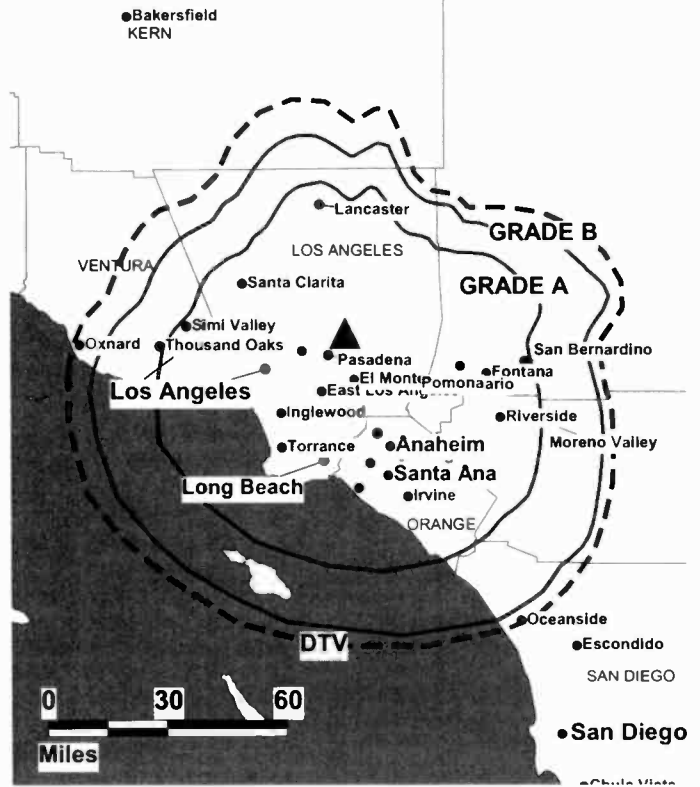 Bakersfield
KERN
Lancaster
GRADE B
LOS ANGELES
VENTURA
GRADE A
Santa Clarita
Simi Valley
Oxnard
Thousand Oaks
San Bernardino
Pasadena
Fontana
El Monte
Pomona
Los Angeles
Inglewood
Riverside
Torrance
Anaheim
Moreno Valley
Santa Ana
Long Beach
Irvine
ORANGE
Oceanside
DTV
Escondido
SAN DIEGO
0 30 60
San Diego
Miles